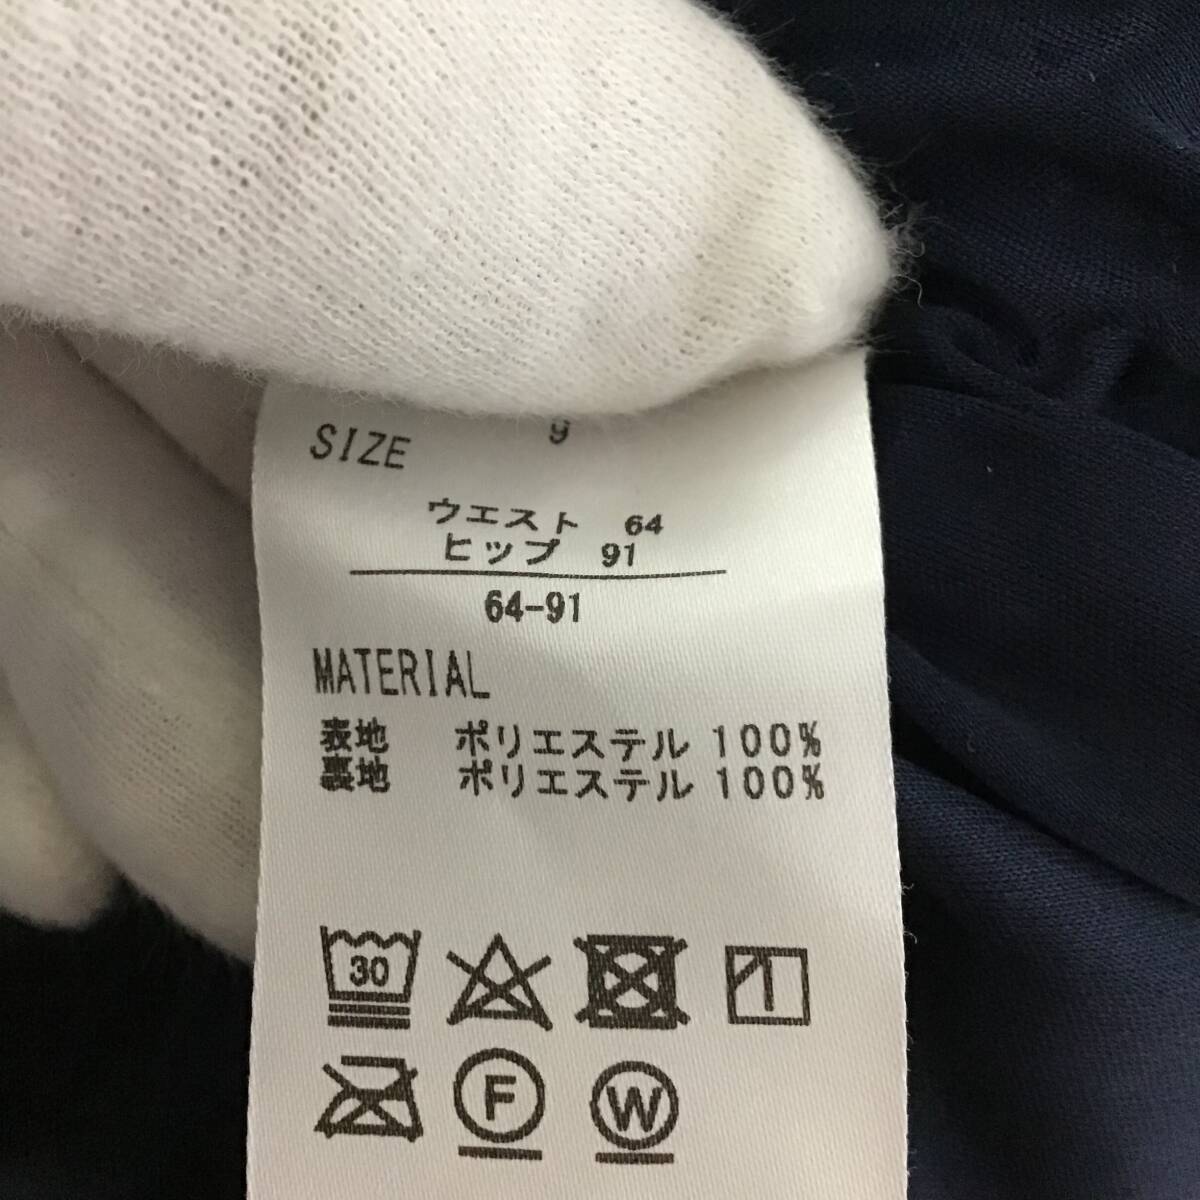 SIZE 9
ウエスト 64
ヒップ 91
64-91
MATERIAL
表地 ポリエステル 100%
裏地 ポリエステル 100%
30
F
W